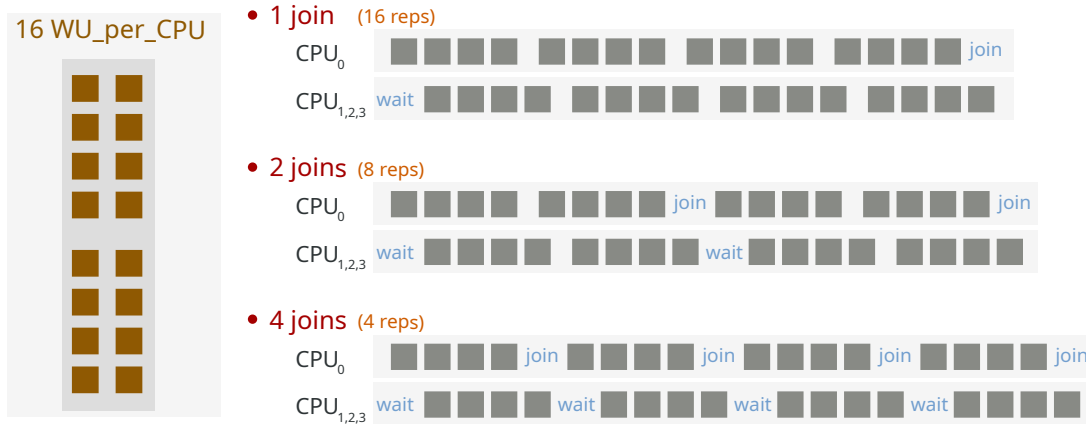 16 WU_per_CPU
• 1 join (16 reps)
CPU0 join
CPU1,2,3 wait
• 2 joins (8 reps)
CPU0 join join
CPU1,2,3 wait wait
• 4 joins (4 reps)
CPU0 join join join join
CPU1,2,3 wait wait wait wait